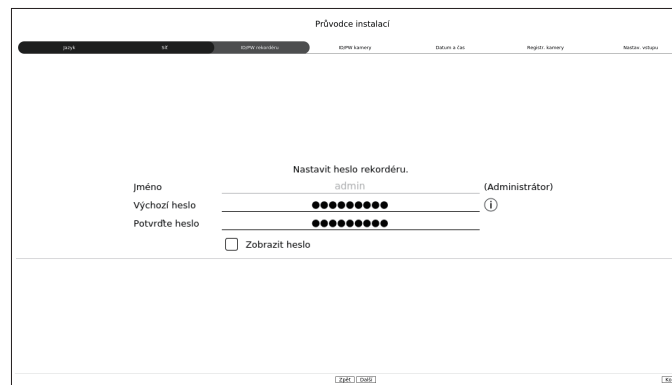 Průvodce instalací
Jazyk Síť ID/PW rekordéru ID/PW kamery Datum a čas Registr. kamery Nastav. vstupu
Nastavit heslo rekordéru.
Jméno admin (Administrátor)
Výchozí heslo ●●●●●●●●● i
Potvrďte heslo ●●●●●●●●●
Zobrazit heslo
Zpět Další